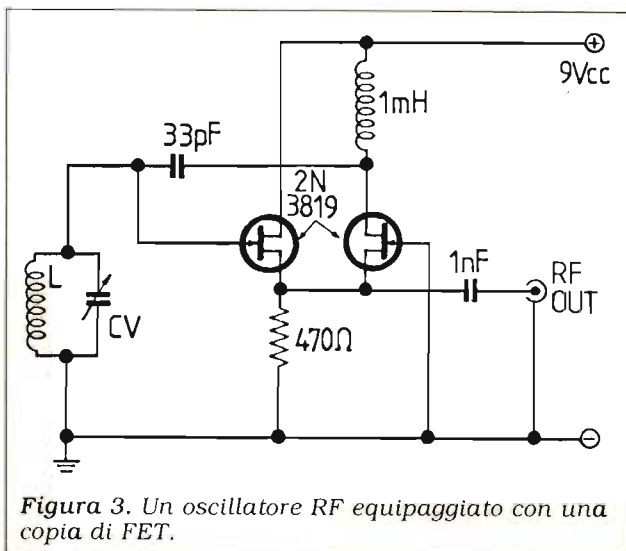 9Vcc
1mH
33pF
2N
3819
1nF
RF
OUT
L
CV
470Ω
Figura 3. Un oscillatore RF equipaggiato con una
copia di FET.